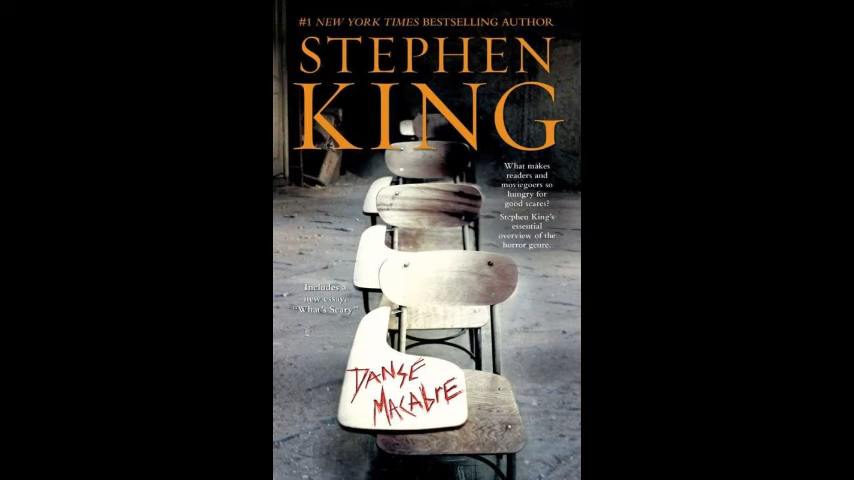 #1 NEW YORK TIMES BESTSELLING AUTHOR
STEPHEN
KING
What makes
readers and
moviegoers so
hungry for
good scares?
Stephen King's
essential
overview of the
horror genre.
Includes a
new essay,
"What's Scary"
DANSE
MACABrE